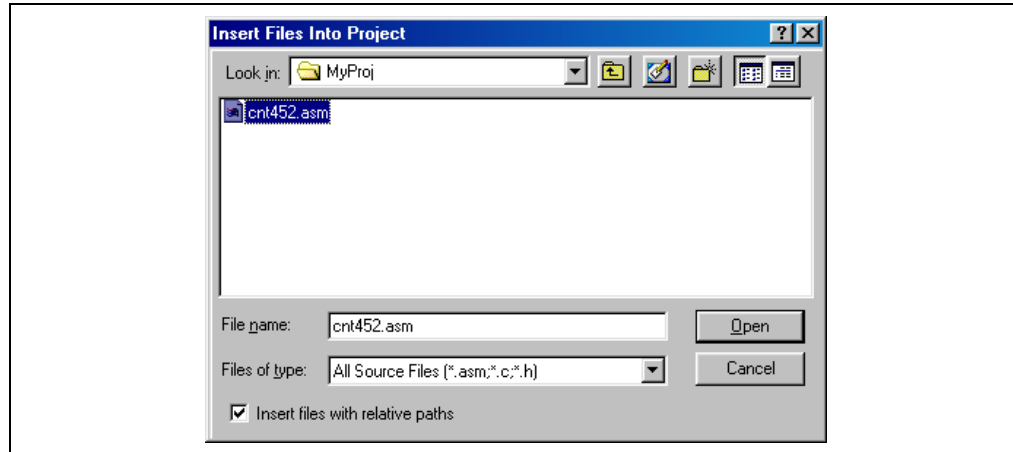 Insert Files Into Project
Look in: MyProj
cnt452.asm
File name: cnt452.asm Open
Files of type: All Source Files (*.asm;*.c;*.h) Cancel
Insert files with relative paths